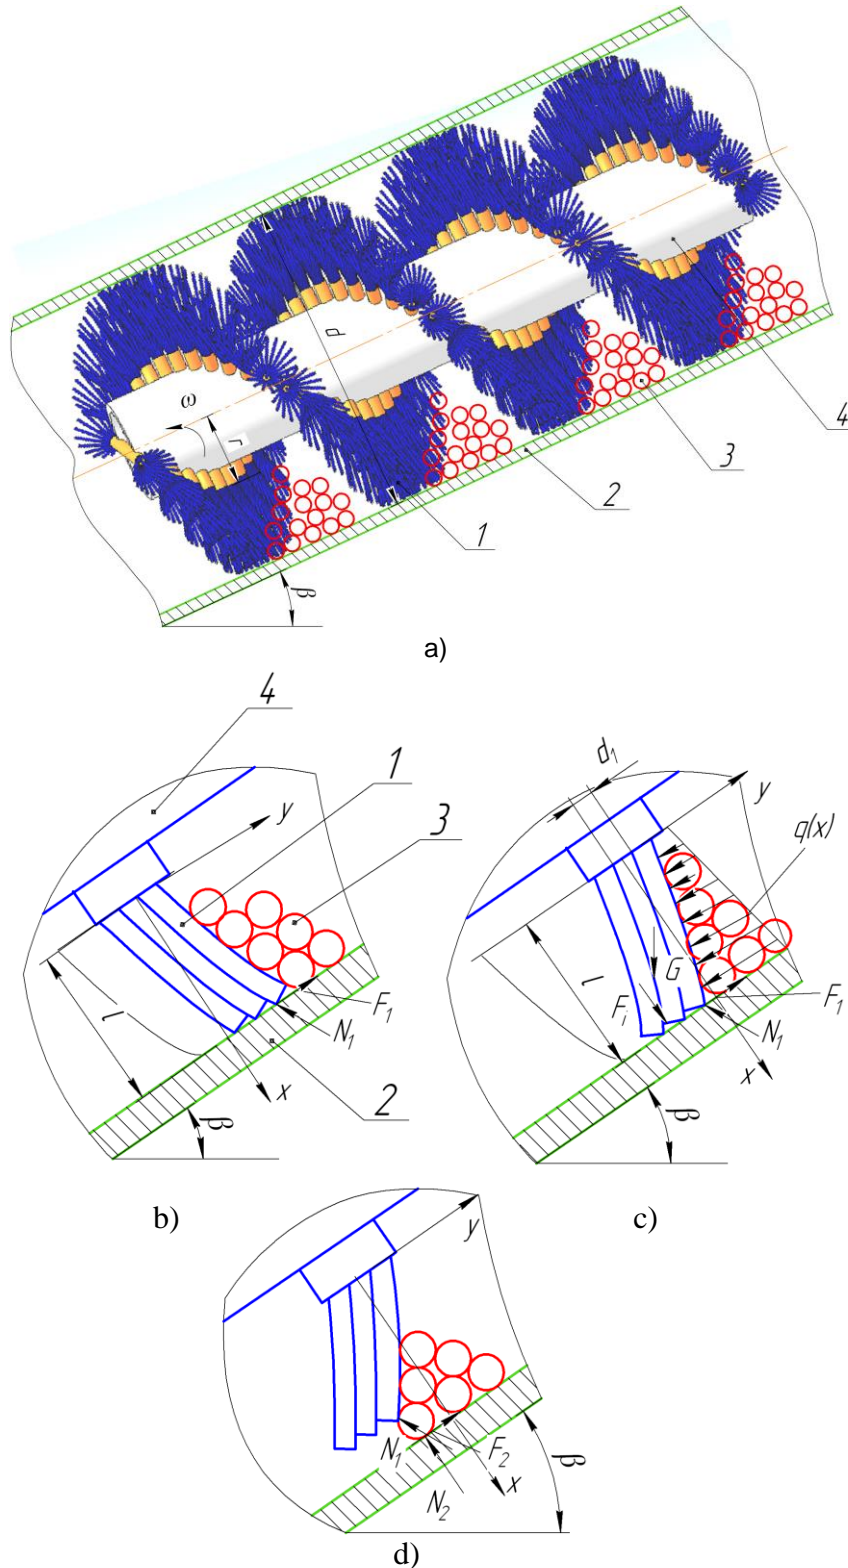 d
ω
r
4
3
2
1
β
a)
4
1
3
y
l
F₁
N₁
x
2
β
b)
d₁
y
q(x)
l
G
Fᵢ
F₁
N₁
x
β
c)
y
N₁
F₂
x
N₂
β
d)